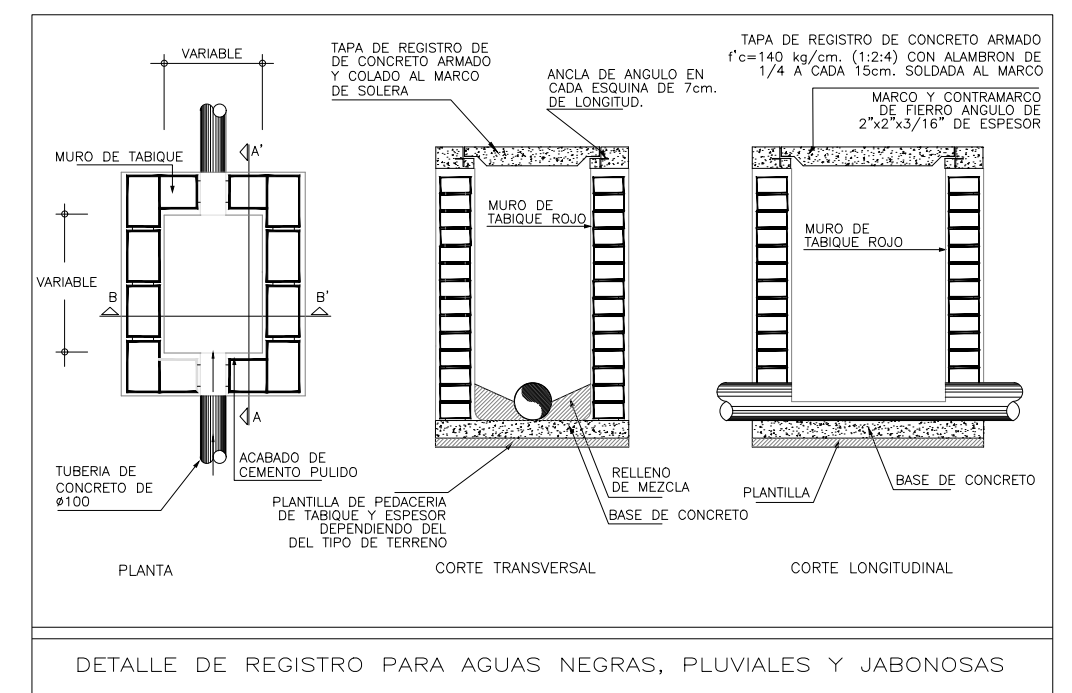 VARIABLE
MURO DE TABIQUE
A'
VARIABLE
B
B'
A
TUBERIA DE
CONCRETO DE
ø100
ACABADO DE
CEMENTO PULIDO
PLANTA
TAPA DE REGISTRO DE
DE CONCRETO ARMADO
Y COLADO AL MARCO
DE SOLERA
ANCLA DE ANGULO EN
CADA ESQUINA DE 7cm.
DE LONGITUD.
MURO DE
TABIQUE ROJO
RELLENO
DE MEZCLA
PLANTILLA DE PEDACERIA
DE TABIQUE Y ESPESOR
DEPENDIENDO DEL
DEL TIPO DE TERRENO
BASE DE CONCRETO
CORTE TRANSVERSAL
TAPA DE REGISTRO DE CONCRETO ARMADO
f'c=140 kg/cm. (1:2:4) CON ALAMBRON DE
1/4 A CADA 15cm. SOLDADA AL MARCO
MARCO Y CONTRAMARCO
DE FIERRO ANGULO DE
2"x2"x3/16" DE ESPESOR
MURO DE
TABIQUE ROJO
PLANTILLA
BASE DE CONCRETO
CORTE LONGITUDINAL
DETALLE DE REGISTRO PARA AGUAS NEGRAS, PLUVIALES Y JABONOSAS